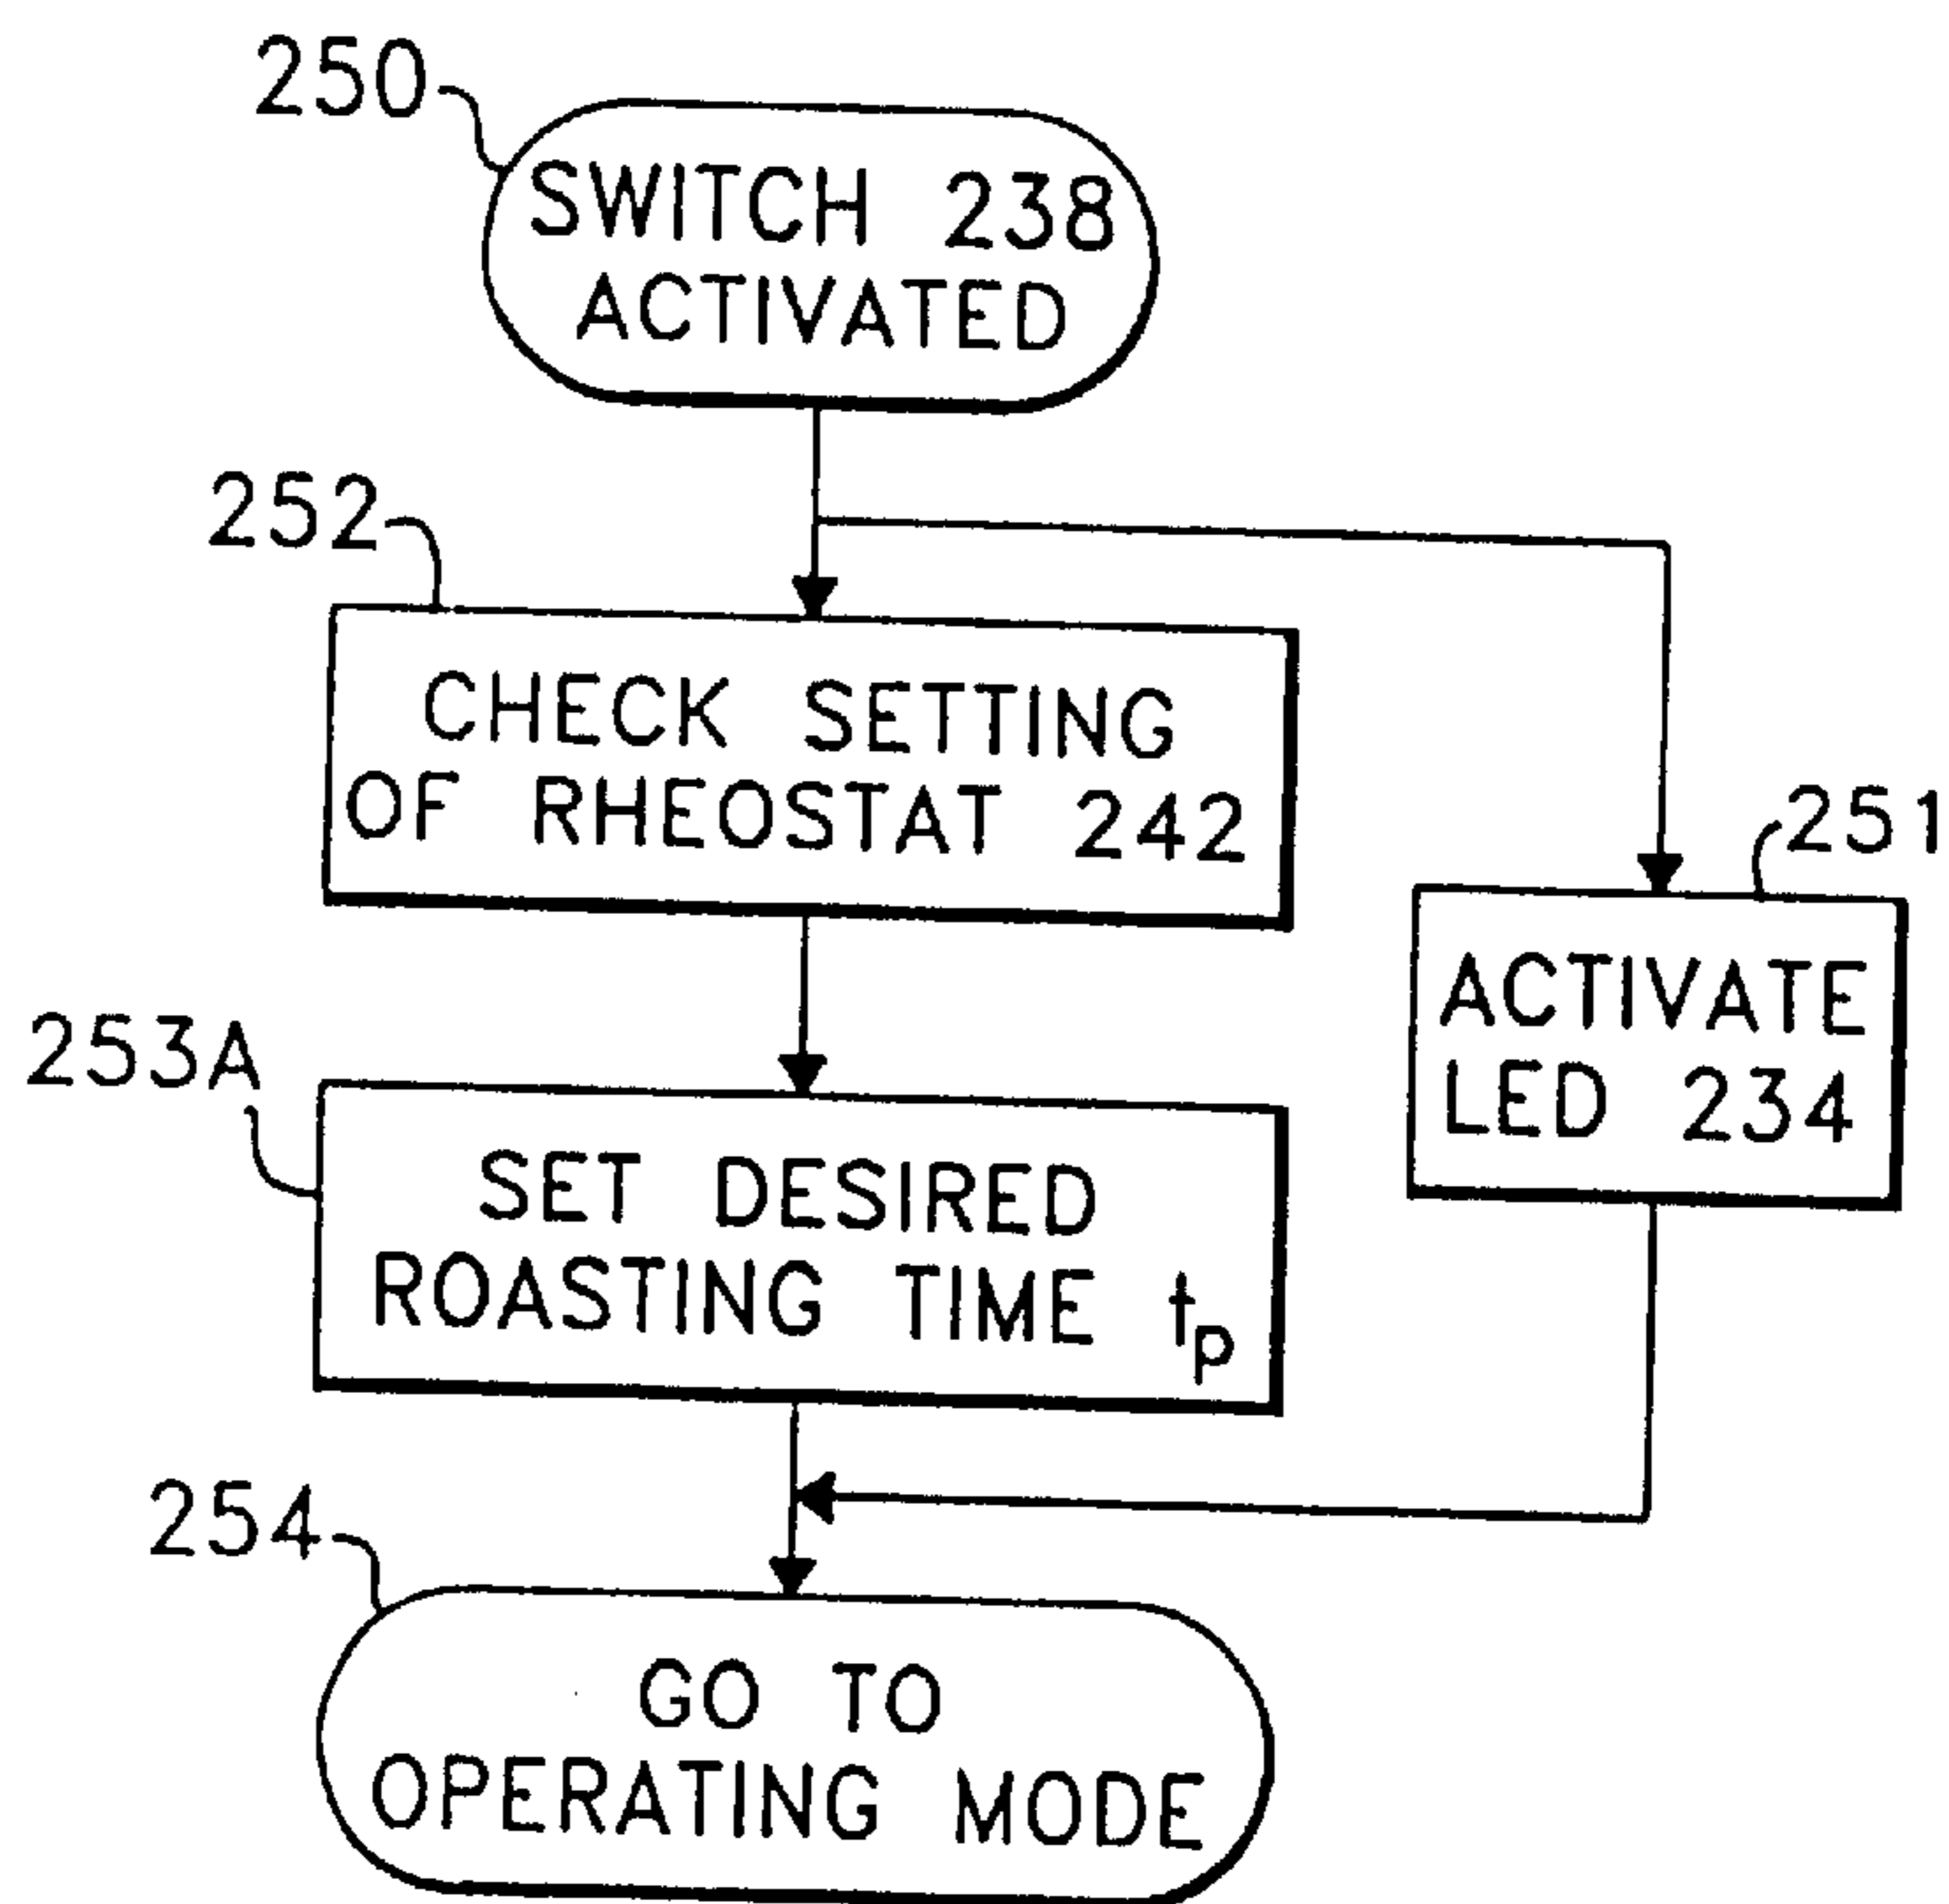 250
SWITCH 238
ACTIVATED
252
CHECK SETTING
OF RHEOSTAT 242
251
ACTIVATE
LED 234
253A
SET DESIRED
ROASTING TIME tp
254
GO TO
OPERATING MODE